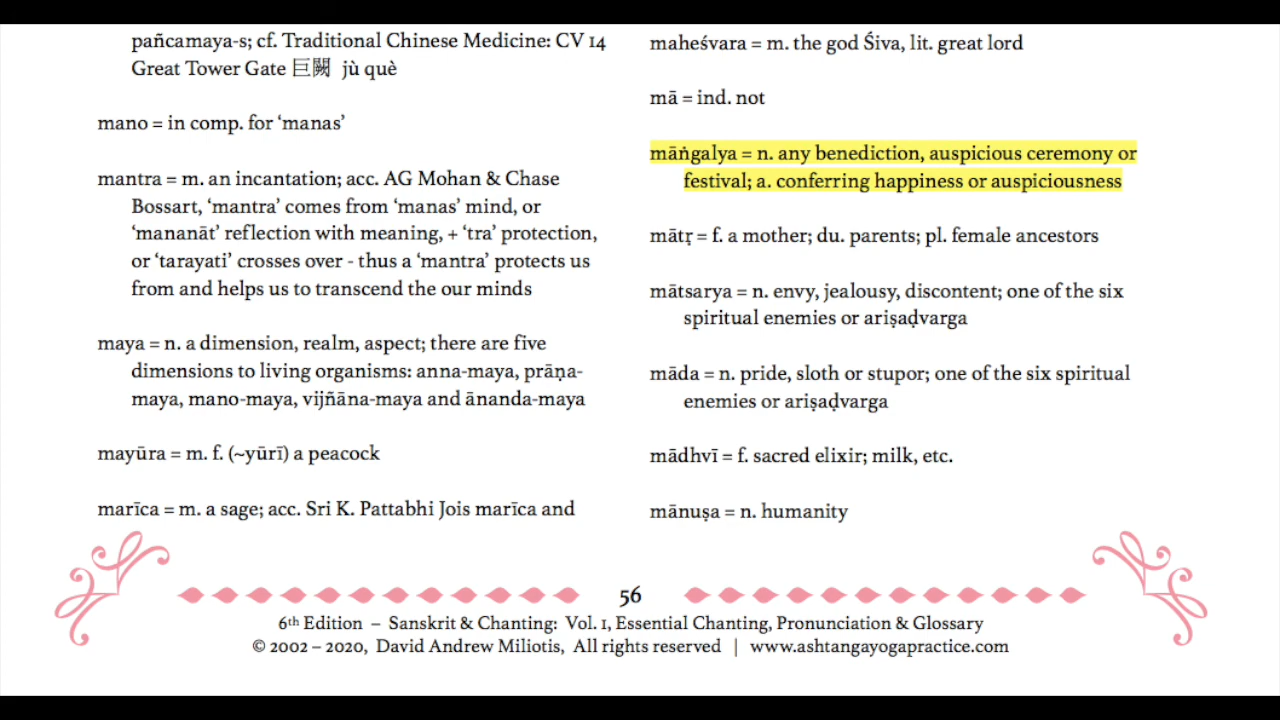 pañcamaya-s; cf. Traditional Chinese Medicine: CV 14
Great Tower Gate 巨闕 jù què
mano = in comp. for ‘manas’
mantra = m. an incantation; acc. AG Mohan & Chase
Bossart, ‘mantra’ comes from ‘manas’ mind, or
‘mananāt’ reflection with meaning, + ‘tra’ protection,
or ‘tarayati’ crosses over - thus a ‘mantra’ protects us
from and helps us to transcend the our minds
maya = n. a dimension, realm, aspect; there are five
dimensions to living organisms: anna-maya, prāṇa-
maya, mano-maya, vijñāna-maya and ānanda-maya
mayūra = m. f. (~yūrī) a peacock
marīca = m. a sage; acc. Sri K. Pattabhi Jois marīca and
maheśvara = m. the god Śiva, lit. great lord
mā = ind. not
māṅgalya = n. any benediction, auspicious ceremony or
festival; a. conferring happiness or auspiciousness
mātṛ = f. a mother; du. parents; pl. female ancestors
mātsarya = n. envy, jealousy, discontent; one of the six
spiritual enemies or ariṣaḍvarga
māda = n. pride, sloth or stupor; one of the six spiritual
enemies or ariṣaḍvarga
mādhvī = f. sacred elixir; milk, etc.
mānuṣa = n. humanity
56
6th Edition – Sanskrit & Chanting: Vol. 1, Essential Chanting, Pronunciation & Glossary
© 2002 – 2020, David Andrew Miliotis, All rights reserved | www.ashtangayogapractice.com